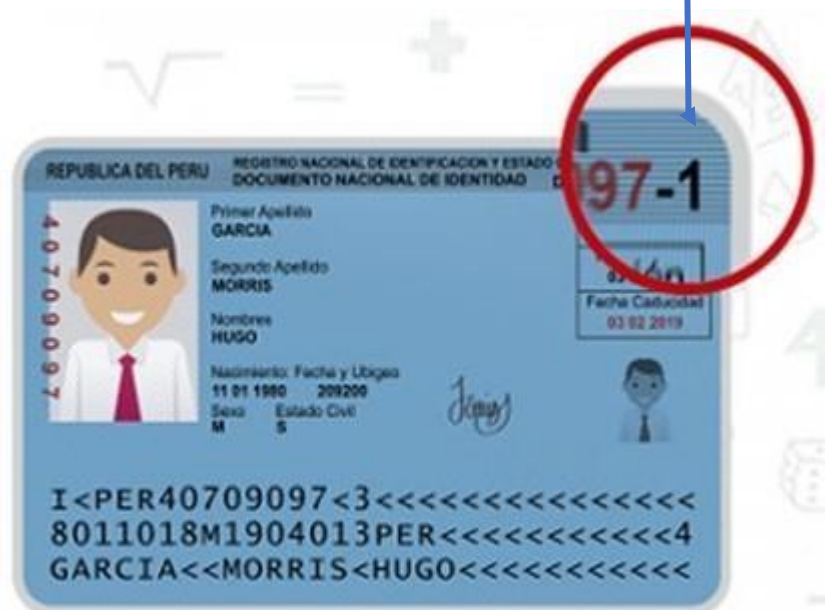 REPUBLICA DEL PERU
REGISTRO NACIONAL DE IDENTIFICACION Y ESTADO
DOCUMENTO NACIONAL DE IDENTIDAD
097-1
40709097
Primer Apellido
GARCIA
Segundo Apellido
MORRIS
Nombres
HUGO
Nacimiento: Fecha y Ubigeo
11 01 1980 209200
Sexo Estado Civil
M S
Fecha Caducidad
03 02 2019
I<PER40709097<3<<<<<<<<<<<<<<<
8011018M1904013PER<<<<<<<<<<<4
GARCIA<<MORRIS<HUGO<<<<<<<<<<<